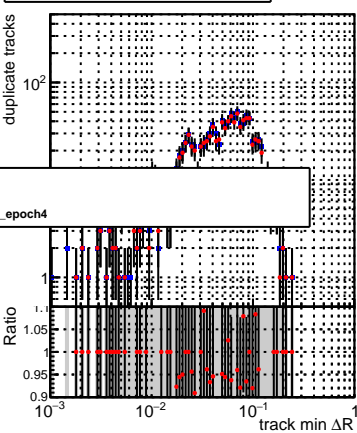 duplicate tracks
10²
_epoch4
1
Ratio
1.1
1.05
1
0.95
0.9
10⁻³ 10⁻² 10⁻¹ 1
track min ΔR